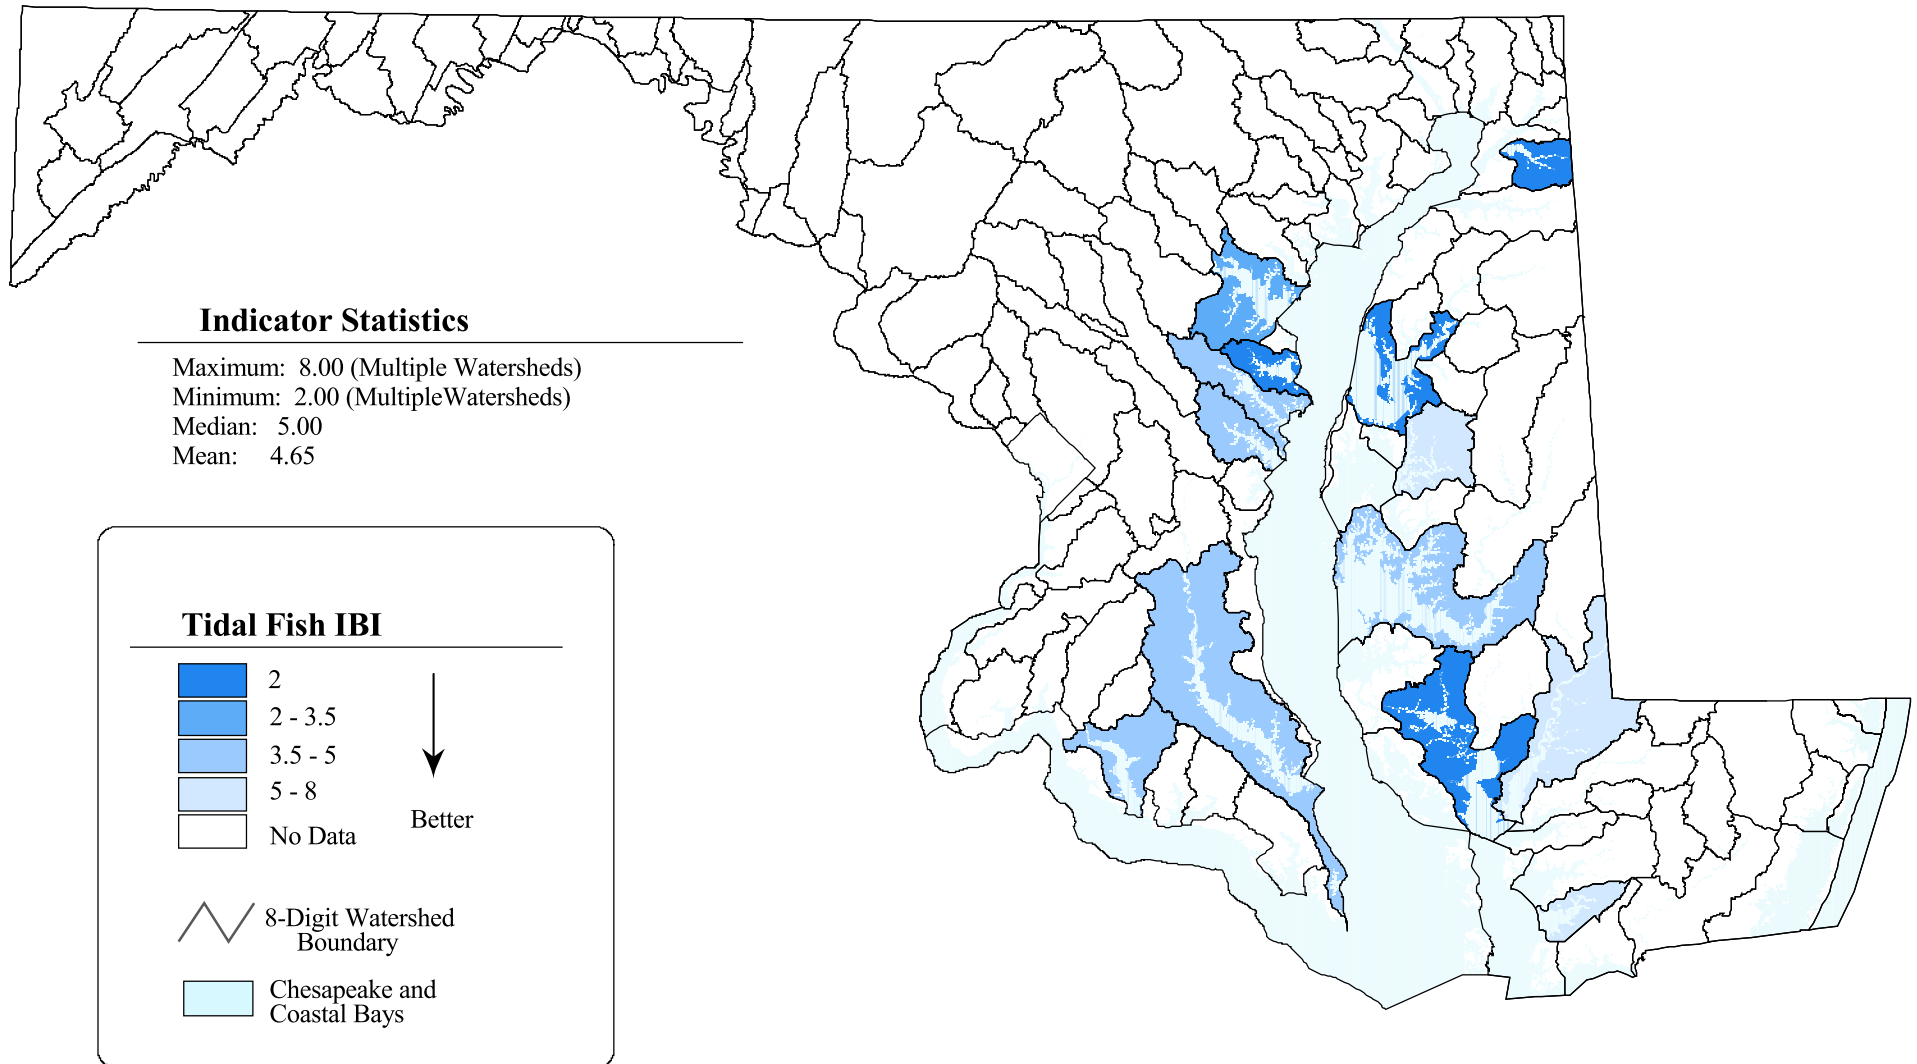 Indicator Statistics
Maximum: 8.00 (Multiple Watersheds)
Minimum: 2.00 (MultipleWatersheds)
Median: 5.00
Mean: 4.65
Tidal Fish IBI
2
2 - 3.5
3.5 - 5
5 - 8
No Data
Better
8-Digit Watershed
Boundary
Chesapeake and
Coastal Bays